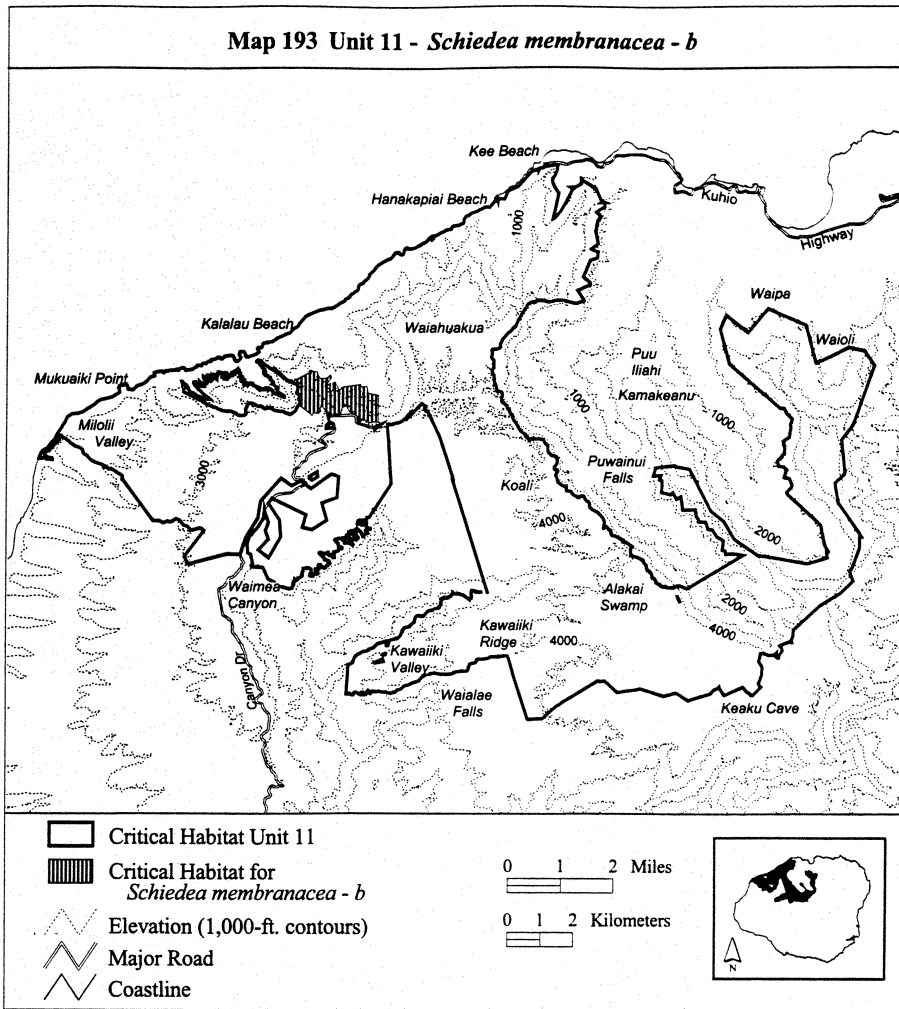 Map 193 Unit 11 - Schiedea membranacea - b
Kee Beach
Hanakapiai Beach
Kuhio
Highway
1000
Waipa
Kalalau Beach
Waiahuakua
Waioli
Puu
Iliahi
Mukuaiki Point
Kamakeanu
1000
1000
Milolii
Valley
3000
Puwainui
Falls
Koali
4000
2000
Waimea
Canyon
Alakai
Swamp
2000
Kawaiiki
Ridge
4000
4000
Kawaiiki
Valley
Canyon Dr
Waialae
Falls
Keaku Cave
Critical Habitat Unit 11
Critical Habitat for
Schiedea membranacea - b
Elevation (1,000-ft. contours)
Major Road
Coastline
0 1 2 Miles
0 1 2 Kilometers
N